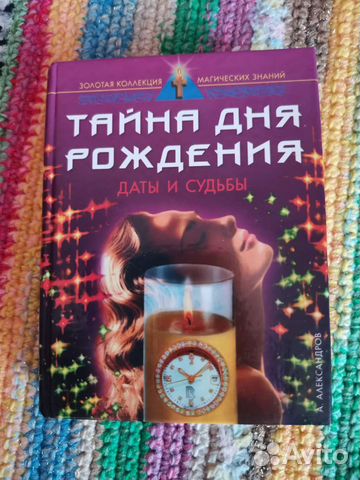 ЗОЛОТАЯ КОЛЛЕКЦИЯ МАГИЧЕСКИХ ЗНАНИЙ
ТАЙНА ДНЯ
РОЖДЕНИЯ
ДАТЫ И СУДЬБЫ
А. АЛЕКСАНДРОВ
Avito